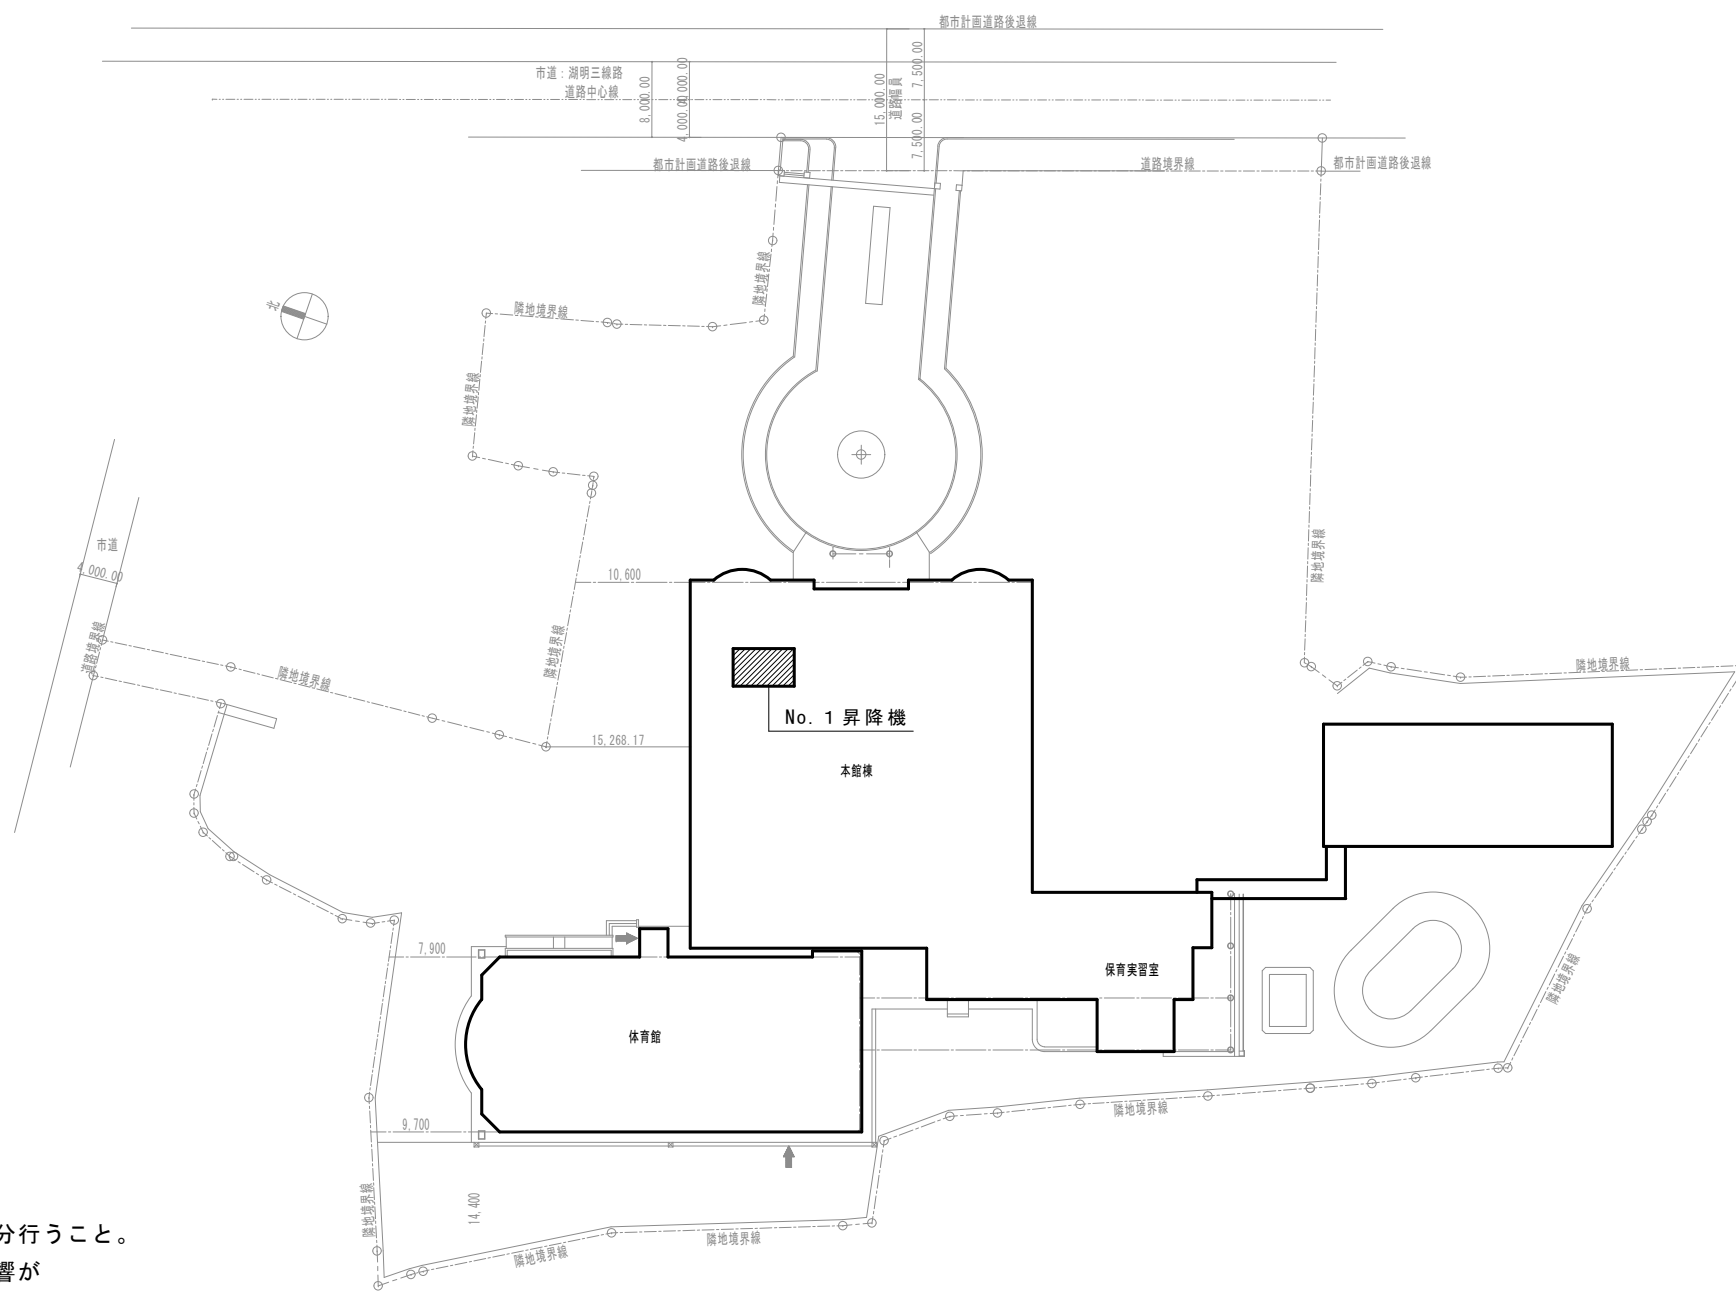 都市計画道路後退線
市道：湖明三線路
道路中心線
8,000.00
4,000.00
4,000.00
15,000.00
道路幅員
7,500.00
7,500.00
都市計画道路後退線
道路境界線
都市計画道路後退線
北
隣地境界線
隣地境界線
隣地境界線
市道
4,000.00
道路境界線
隣地境界線
隣地境界線
10,600
隣地境界線
隣地境界線
No. 1 昇降機
15,268.17
本館棟
7,900
保育実習室
体育館
隣地境界線
9,700
隣地境界線
14,400
隣地境界線
隣地境界線
隣地境界線
分行うこと。
響が